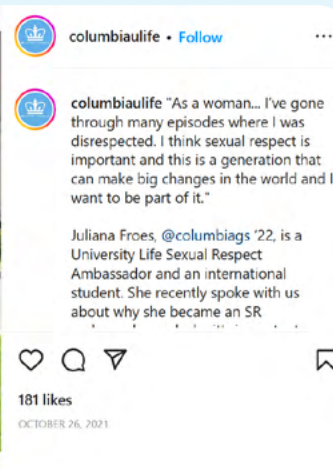 columbiaulife • Follow
columbiaulife "As a woman... I've gone
through many episodes where I was
disrespected. I think sexual respect is
important and this is a generation that
can make big changes in the world and I
want to be part of it."
Juliana Froes, @columbiags '22, is a
University Life Sexual Respect
Ambassador and an international
student. She recently spoke with us
about why she became an SR
181 likes
OCTOBER 26, 2021